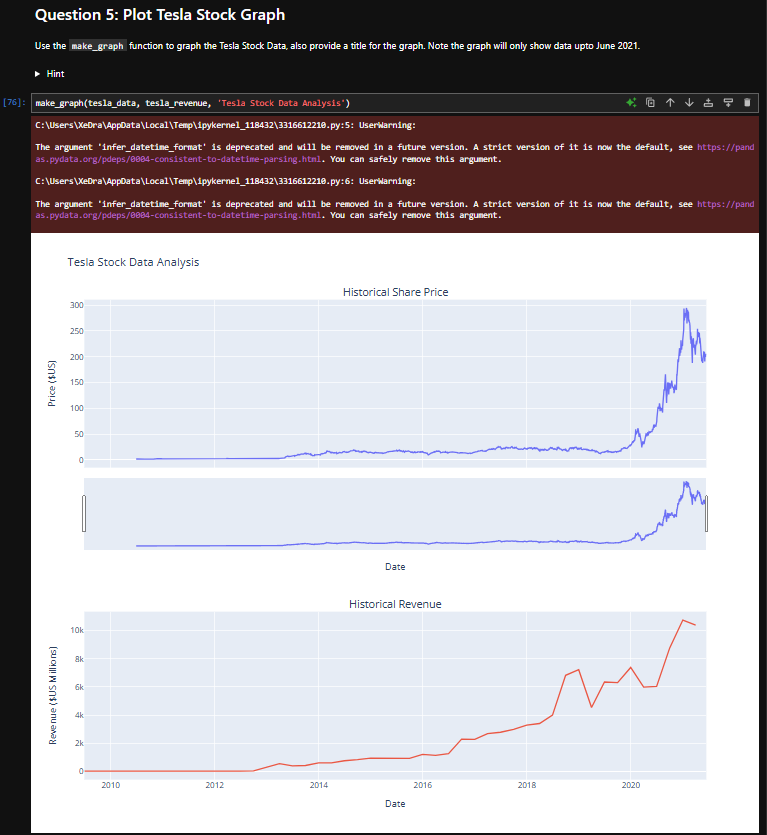 Question 5: Plot Tesla Stock Graph
Use the make_graph function to graph the Tesla Stock Data, also provide a title for the graph. Note the graph will only show data upto June 2021.
Hint
[76]:
make_graph(tesla_data, tesla_revenue, 'Tesla Stock Data Analysis')
C:\Users\XeDra\AppData\Local\Temp\ipykernel_118432\3316612210.py:5: UserWarning:
The argument 'infer_datetime_format' is deprecated and will be removed in a future version. A strict version of it is now the default, see https://pand
as.pydata.org/pdeps/0004-consistent-to-datetime-parsing.html. You can safely remove this argument.
C:\Users\XeDra\AppData\Local\Temp\ipykernel_118432\3316612210.py:6: UserWarning:
The argument 'infer_datetime_format' is deprecated and will be removed in a future version. A strict version of it is now the default, see https://pand
as.pydata.org/pdeps/0004-consistent-to-datetime-parsing.html. You can safely remove this argument.
Tesla Stock Data Analysis
Historical Share Price
300
250
200
150
100
50
0
Price ($US)
Date
Historical Revenue
10k
8k
6k
4k
2k
0
Revenue ($US Millions)
2010 2012 2014 2016 2018 2020
Date